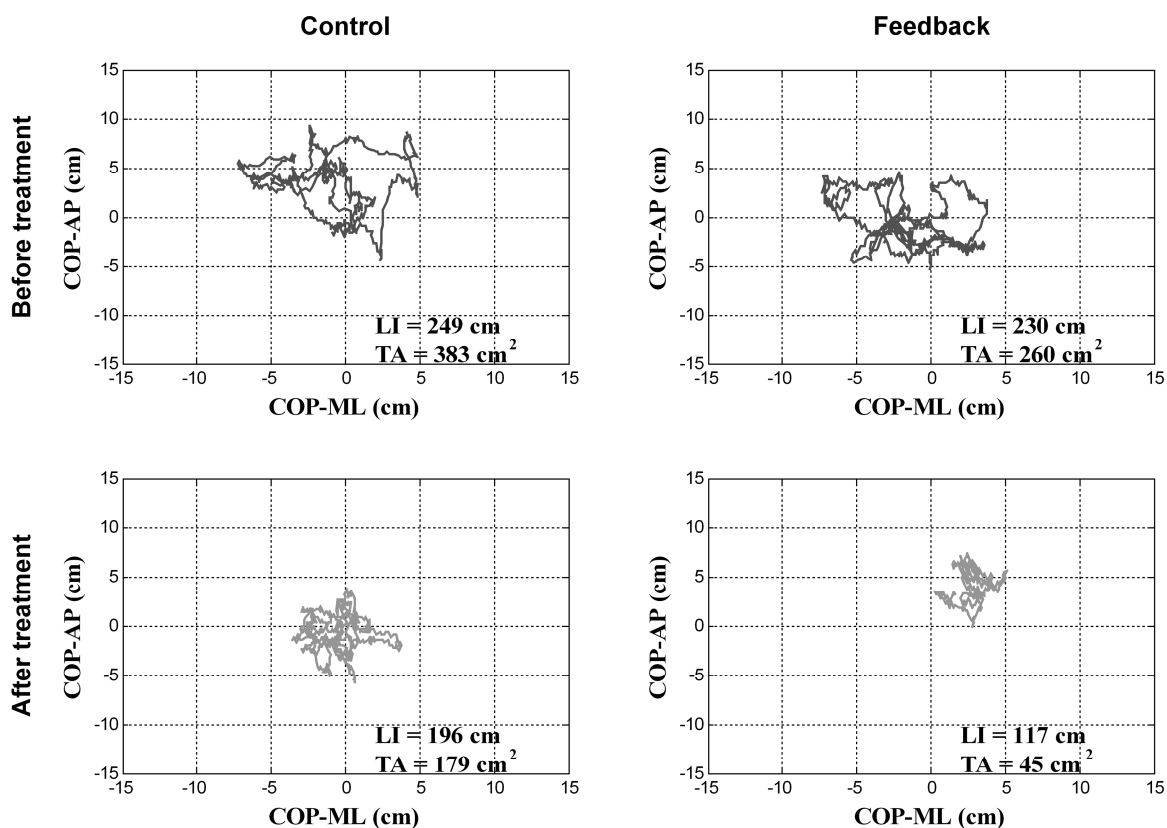 Control
Feedback
Before treatment
COP-AP (cm)
15
10
5
0
-5
-10
-15
-15
-10
-5
0
5
10
15
LI = 249 cm
TA = 383 cm²
COP-ML (cm)
COP-AP (cm)
15
10
5
0
-5
-10
-15
-15
-10
-5
0
5
10
15
LI = 230 cm
TA = 260 cm²
COP-ML (cm)
After treatment
COP-AP (cm)
15
10
5
0
-5
-10
-15
-15
-10
-5
0
5
10
15
LI = 196 cm
TA = 179 cm²
COP-ML (cm)
COP-AP (cm)
15
10
5
0
-5
-10
-15
-15
-10
-5
0
5
10
15
LI = 117 cm
TA = 45 cm²
COP-ML (cm)